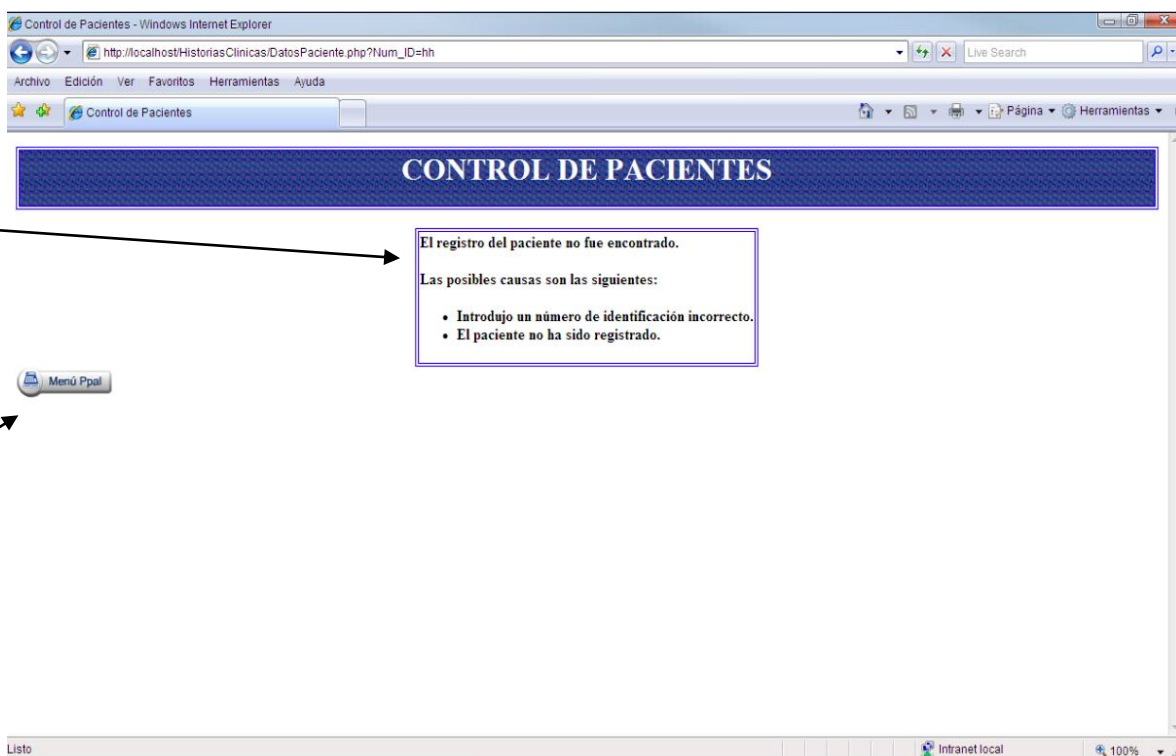 Control de Pacientes - Windows Internet Explorer
http://localhost/HistoriasClinicas/DatosPaciente.php?Num_ID=hh
Live Search
Archivo Edición Ver Favoritos Herramientas Ayuda
Control de Pacientes
Página
Herramientas
CONTROL DE PACIENTES
El registro del paciente no fue encontrado.
Las posibles causas son las siguientes:
• Introdujo un número de identificación incorrecto.
• El paciente no ha sido registrado.
Menú Ppal
Listo
Intranet local
100%